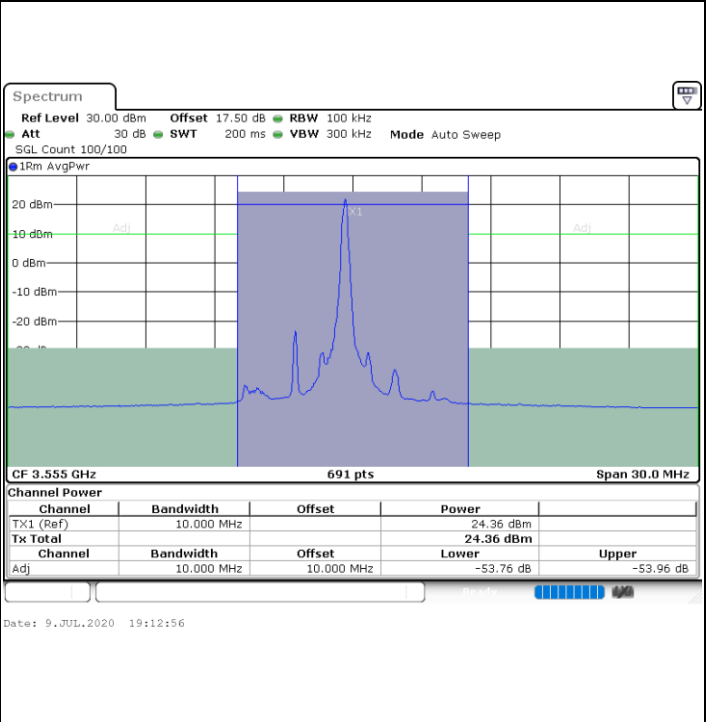 Spectrum
Ref Level 30.00 dBm Offset 17.50 dB RBW 100 kHz
Att 30 dB SWT 200 ms VBW 300 kHz Mode Auto Sweep
SGL Count 100/100
1Rm AvgPwr
20 dBm
X1
Adj Adj
10 dBm
0 dBm
-10 dBm
-20 dBm
CF 3.555 GHz 691 pts Span 30.0 MHz
Channel Power
Channel Bandwidth Offset Power
TX1 (Ref) 10.000 MHz 24.36 dBm
Tx Total 24.36 dBm
Channel Bandwidth Offset Lower Upper
Adj 10.000 MHz 10.000 MHz -53.76 dB -53.96 dB
Ready
Date: 9.JUL.2020 19:12:56